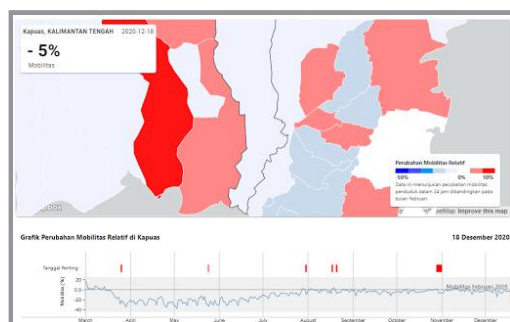 Kapuas, KALIMANTAN TENGAH 2020-12-18
- 5%
Mobilitas
Perubahan Mobilitas Relatif
-50% 0% 10%
Data ini menunjukan perubahan mobilitas
penduduk dalam 24 jam dibandingkan pada
bulan Februari.
Improve this map
Grafik Perubahan Mobilitas Relatif di Kapuas 18 Desember 2020
Tanggal Penting
Mobilitas (%)
20
0
-20
-40
Mobilitas Februari 2020
March April May June July August September October November December